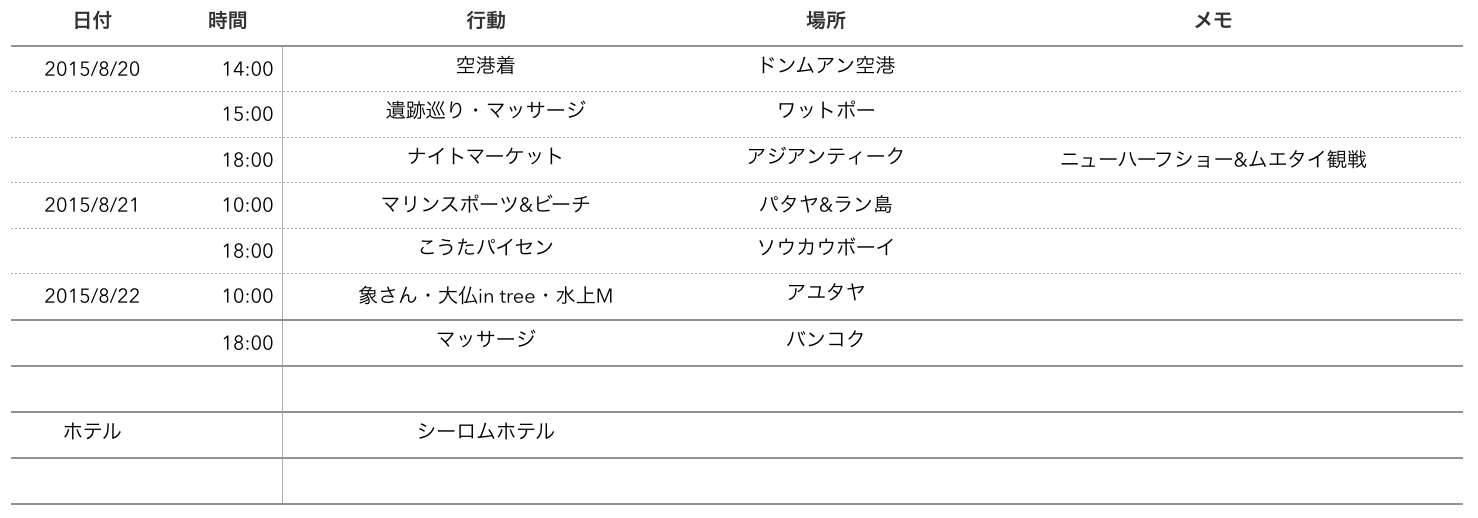 日付 時間 行動 場所 メモ
2015/8/20 14:00 空港着 ドンムアン空港
15:00 遺跡巡り・マッサージ ワットポー
18:00 ナイトマーケット アジアンティーク ニューハーフショー&ムエタイ観戦
2015/8/21 10:00 マリンスポーツ&ビーチ パタヤ&ラン島
18:00 こうたパイセン ソウカウボーイ
2015/8/22 10:00 象さん・大仏in tree・水上M アユタヤ
18:00 マッサージ バンコク
ホテル シーロムホテル